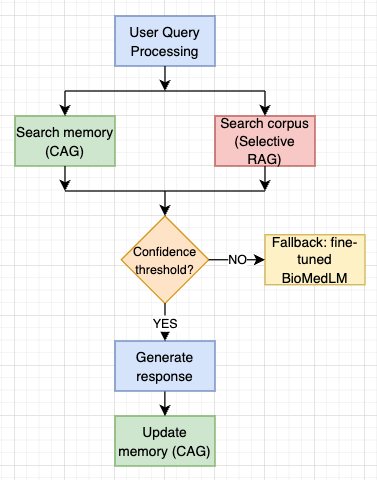 User Query
Processing
Search memory
(CAG)
Search corpus
(Selective
RAG)
Confidence
threshold?
NO
Fallback: fine-
tuned
BioMedLM
YES
Generate
response
Update
memory (CAG)